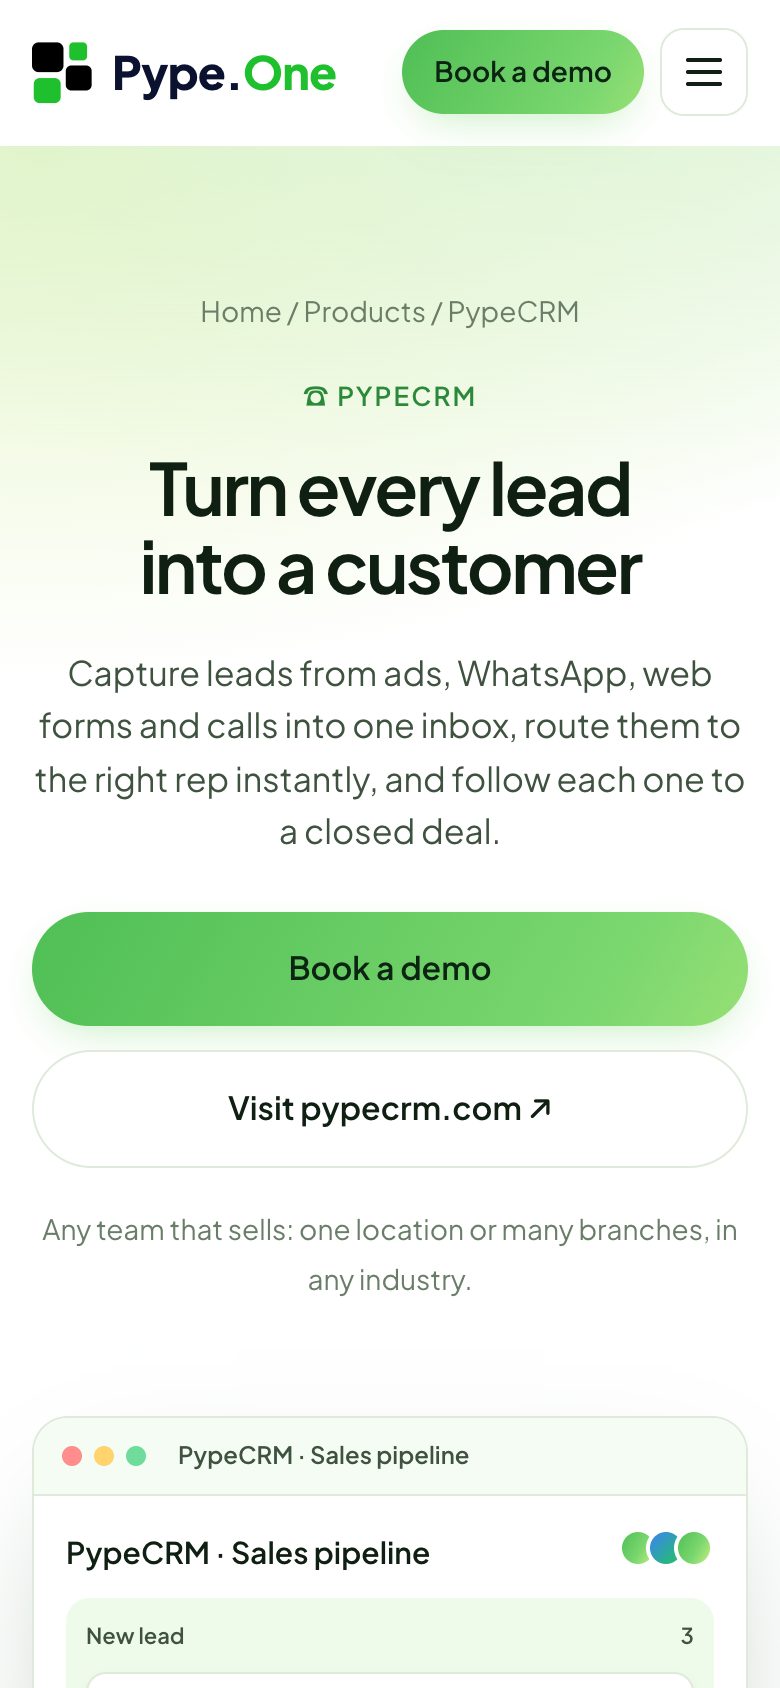 Pype.One
Book a demo
Home / Products / PypeCRM
☎ PYPECRM
Turn every lead
into a customer
Capture leads from ads, WhatsApp, web
forms and calls into one inbox, route them to
the right rep instantly, and follow each one to
a closed deal.
Book a demo
Visit pypecrm.com ↗
Any team that sells: one location or many branches, in
any industry.
PypeCRM · Sales pipeline
PypeCRM · Sales pipeline
New lead 3